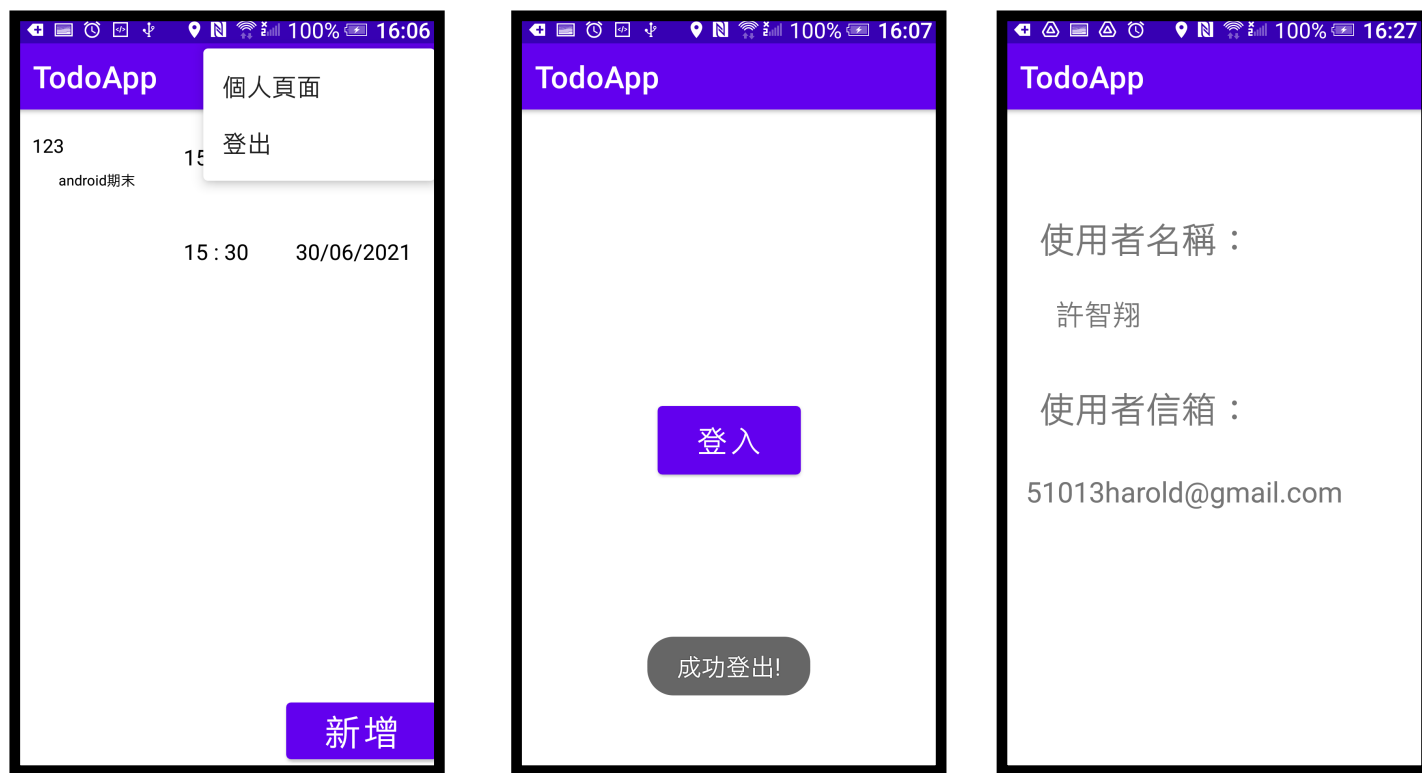 100% 16:06
TodoApp
個人頁面
登出
123
15
android期末
15 : 30 30/06/2021
新增
100% 16:07
TodoApp
登入
成功登出!
100% 16:27
TodoApp
使用者名稱：
許智翔
使用者信箱：
51013harold@gmail.com